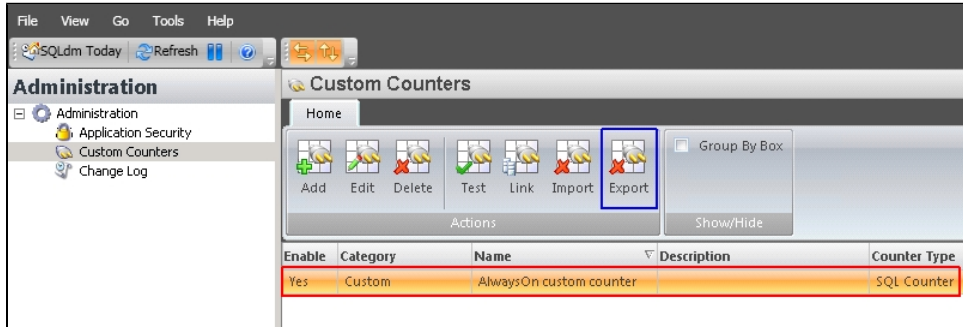 File View Go Tools Help
SQLdm Today Refresh
Administration
Administration
Application Security
Custom Counters
Change Log
Custom Counters
Home
Add Edit Delete Test Link Import Export
Group By Box
Actions
Show/Hide
Enable Category Name Description Counter Type
Yes Custom AlwaysOn custom counter SQL Counter